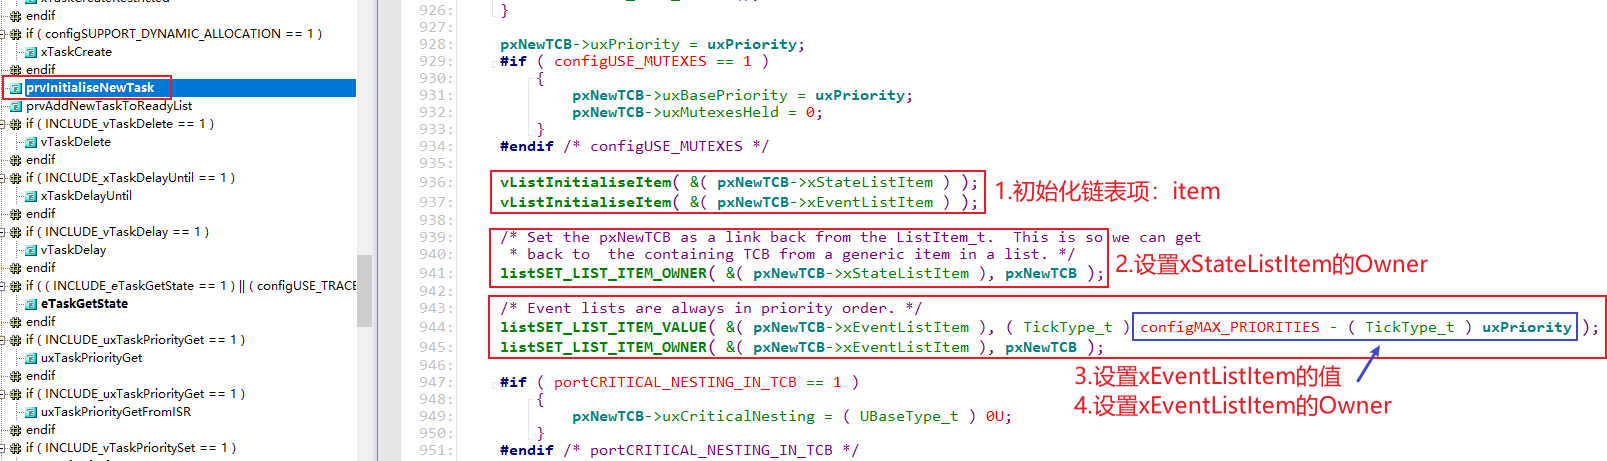 xTaskCreateRestricted
endif
if ( configSUPPORT_DYNAMIC_ALLOCATION == 1 )
xTaskCreate
endif
prvInitialiseNewTask
prvAddNewTaskToReadyList
if ( INCLUDE_vTaskDelete == 1 )
vTaskDelete
endif
if ( INCLUDE_xTaskDelayUntil == 1 )
xTaskDelayUntil
endif
if ( INCLUDE_vTaskDelay == 1 )
vTaskDelay
endif
if ( ( INCLUDE_eTaskGetState == 1 ) || ( configUSE_TRACE
eTaskGetState
endif
if ( INCLUDE_uxTaskPriorityGet == 1 )
uxTaskPriorityGet
endif
if ( INCLUDE_uxTaskPriorityGet == 1 )
uxTaskPriorityGetFromISR
endif
if ( INCLUDE_vTaskPrioritySet == 1 )
926: }
927:
928: pxNewTCB->uxPriority = uxPriority;
929: #if ( configUSE_MUTEXES == 1 )
930: {
931: pxNewTCB->uxBasePriority = uxPriority;
932: pxNewTCB->uxMutexesHeld = 0;
933: }
934: #endif /* configUSE_MUTEXES */
935:
936: vListInitialiseItem( &( pxNewTCB->xStateListItem ) );
937: vListInitialiseItem( &( pxNewTCB->xEventListItem ) );
1.初始化链表项：item
938:
939: /* Set the pxNewTCB as a link back from the ListItem_t.  This is so we can get
940: * back to  the containing TCB from a generic item in a list. */
941: listSET_LIST_ITEM_OWNER( &( pxNewTCB->xStateListItem ), pxNewTCB );
2.设置xStateListItem的Owner
942:
943: /* Event lists are always in priority order. */
944: listSET_LIST_ITEM_VALUE( &( pxNewTCB->xEventListItem ), ( TickType_t ) configMAX_PRIORITIES - ( TickType_t ) uxPriority );
945: listSET_LIST_ITEM_OWNER( &( pxNewTCB->xEventListItem ), pxNewTCB );
946:
3.设置xEventListItem的值
4.设置xEventListItem的Owner
947: #if ( portCRITICAL_NESTING_IN_TCB == 1 )
948: {
949: pxNewTCB->uxCriticalNesting = ( UBaseType_t ) 0U;
950: }
951: #endif /* portCRITICAL_NESTING_IN_TCB */